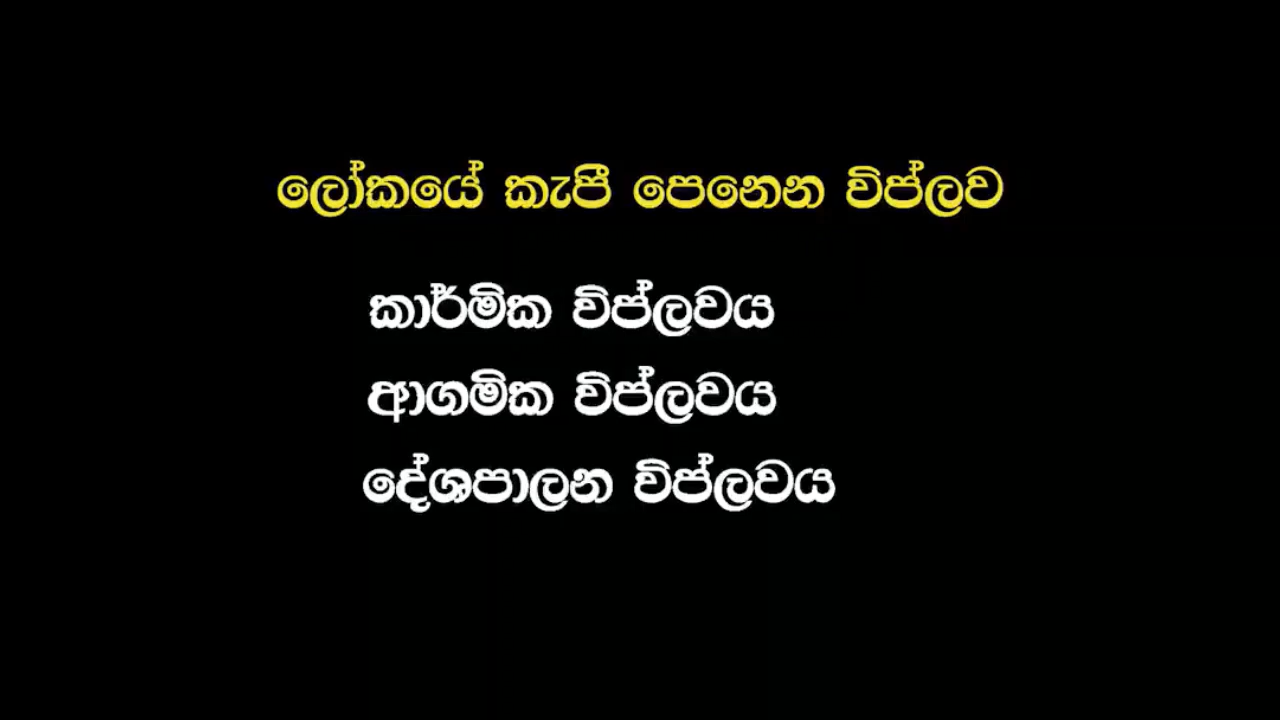 ලෝකයේ කැපී පෙනෙන විප්ලව
කාර්මික විප්ලවය
ආගමික විප්ලවය
දේශපාලන විප්ලවය